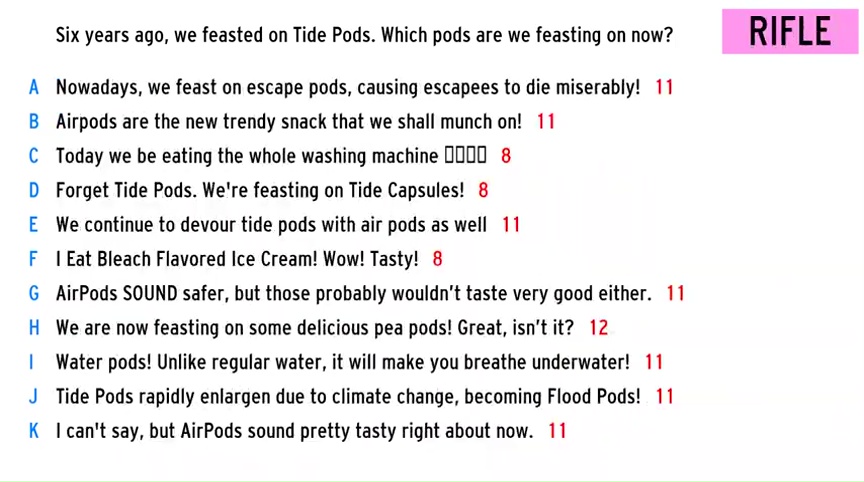 Six years ago, we feasted on Tide Pods. Which pods are we feasting on now?
RIFLE
A Nowadays, we feast on escape pods, causing escapees to die miserably! 11
B Airpods are the new trendy snack that we shall munch on! 11
C Today we be eating the whole washing machine ▯▯▯▯ 8
D Forget Tide Pods. We're feasting on Tide Capsules! 8
E We continue to devour tide pods with air pods as well 11
F I Eat Bleach Flavored Ice Cream! Wow! Tasty! 8
G AirPods SOUND safer, but those probably wouldn’t taste very good either. 11
H We are now feasting on some delicious pea pods! Great, isn’t it? 12
I Water pods! Unlike regular water, it will make you breathe underwater! 11
J Tide Pods rapidly enlargen due to climate change, becoming Flood Pods! 11
K I can't say, but AirPods sound pretty tasty right about now. 11